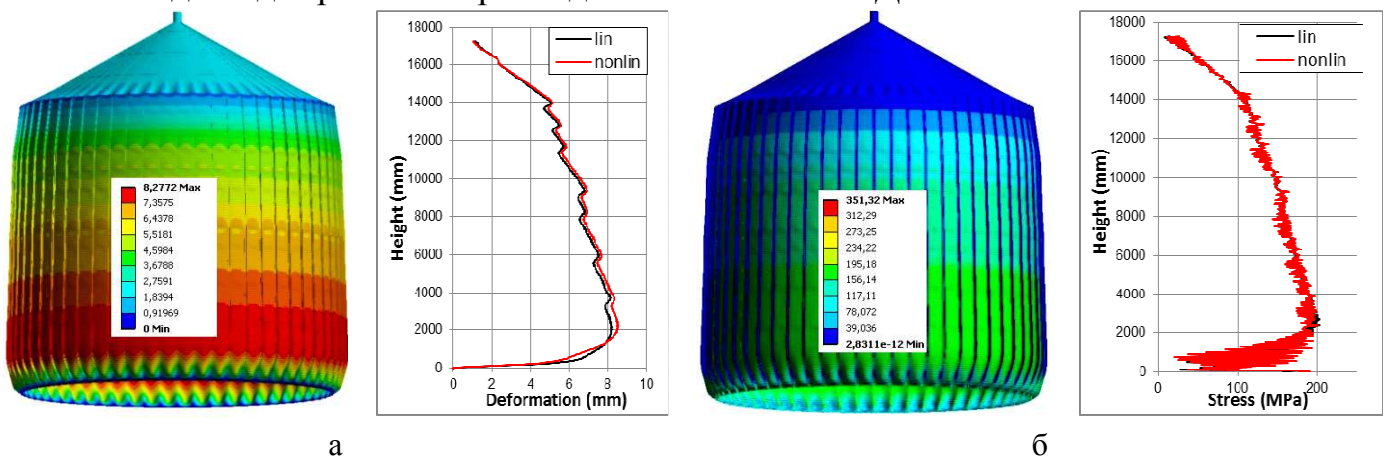 8,2772 Max
7,3575
6,4378
5,5181
4,5984
3,6788
2,7591
1,8394
0,91969
0 Min
18000
16000
14000
12000
10000
8000
6000
4000
2000
0
Height (mm)
lin
nonlin
0 2 4 6 8 10
Deformation (mm)
а
351,32 Max
312,29
273,25
234,22
195,18
156,14
117,11
78,072
39,036
2,8311e-12 Min
18000
16000
14000
12000
10000
8000
6000
4000
2000
0
Height (mm)
lin
nonlin
0 100 200
Stress (MPa)
б